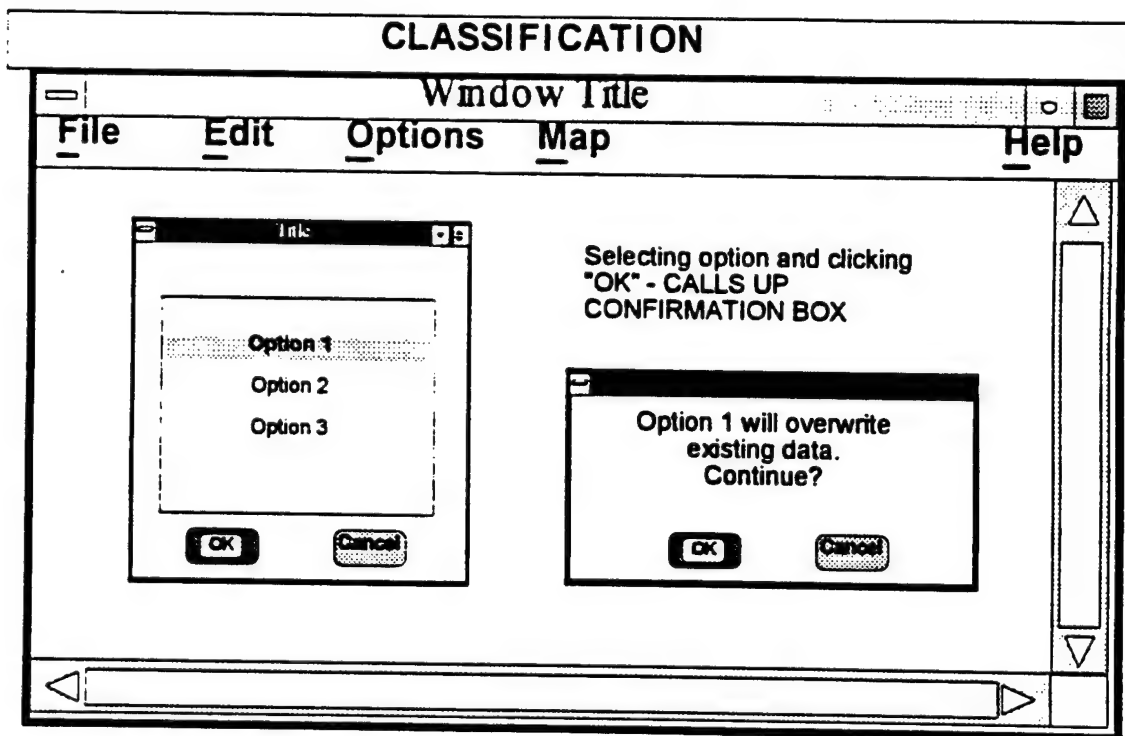 CLASSIFICATION
Window Title
File Edit Options Map Help
Title
Option 1
Option 2
Option 3
OK Cancel
Selecting option and clicking
"OK" - CALLS UP
CONFIRMATION BOX
Option 1 will overwrite
existing data.
Continue?
OK Cancel